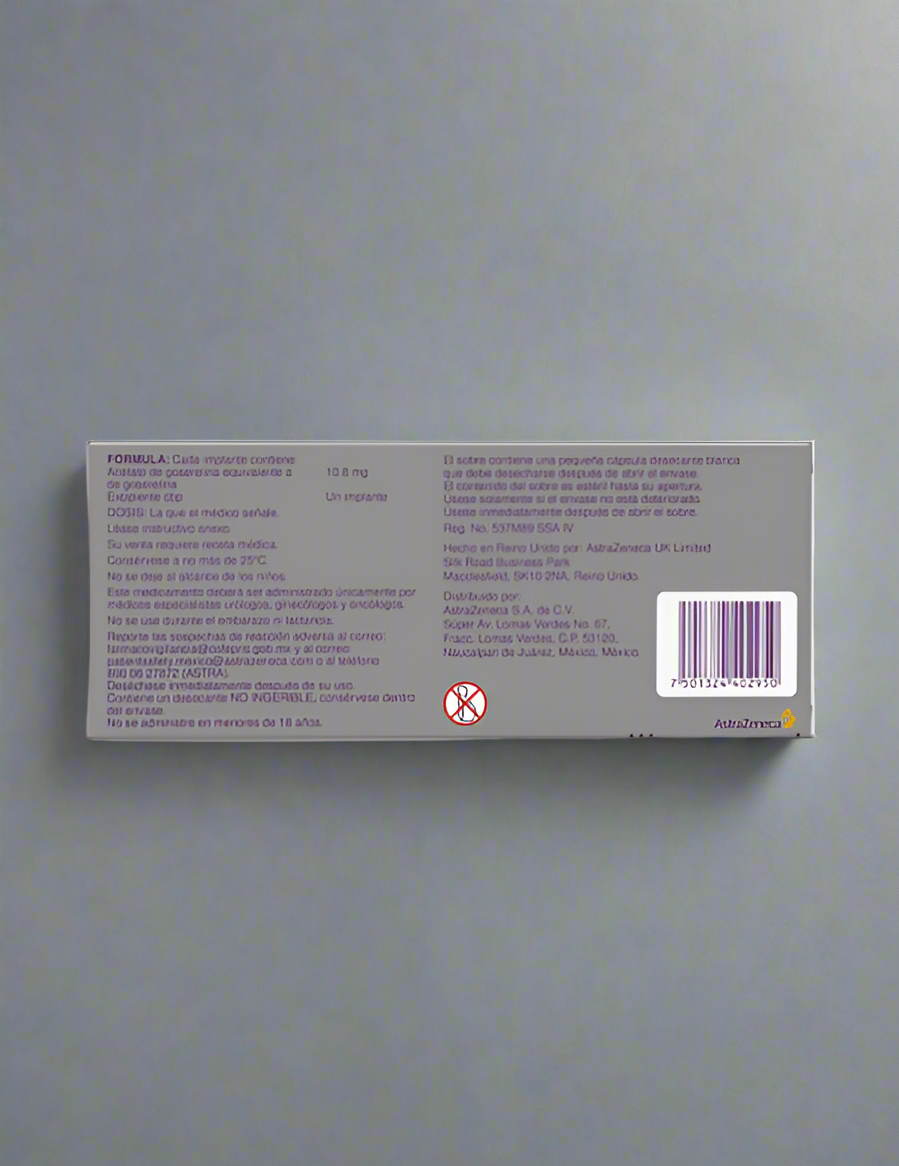 FORMULA: Cada implante contiene:
Acetato de goserelina equivalente a 10.8 mg
de goserelina
Excipiente cbp Un implante
DOSIS: La que el médico señale.
Léase instructivo anexo.
Su venta requiere receta médica.
Consérvese a no más de 25°C.
No se deje al alcance de los niños.
Este medicamento deberá ser administrado únicamente por
médicos especialistas urólogos, ginecólogos y oncólogos.
No se use durante el embarazo ni lactancia.
Reporte las sospechas de reacción adversa al correo:
farmacovigilancia@cofepris.gob.mx y al correo:
patientsafety.mexico@astrazeneca.com o al teléfono
(ASTRA).
Deséchese inmediatamente después de su uso.
Contiene un desecante NO INGERIBLE, consérvese dentro
del envase.
No se administre en menores de 18 años.
El sobre contiene una pequeña cápsula desecante blanca
que debe desecharse después de abrir el envase.
El contenido del sobre es estéril hasta su apertura.
Úsese solamente si el envase no está deteriorado.
Úsese inmediatamente después de abrir el sobre.
Reg. No. 537M89 SSA IV
Hecho en Reino Unido por: AstraZeneca UK Limited
Silk Road Business Park
Macclesfield, SK10 2NA, Reino Unido.
Distribuido por:
AstraZeneca S.A. de C.V.
Súper Av. Lomas Verdes No. 67,
Fracc. Lomas Verdes, C.P. 53120,
Naucalpan de Juárez, México, México
AstraZeneca